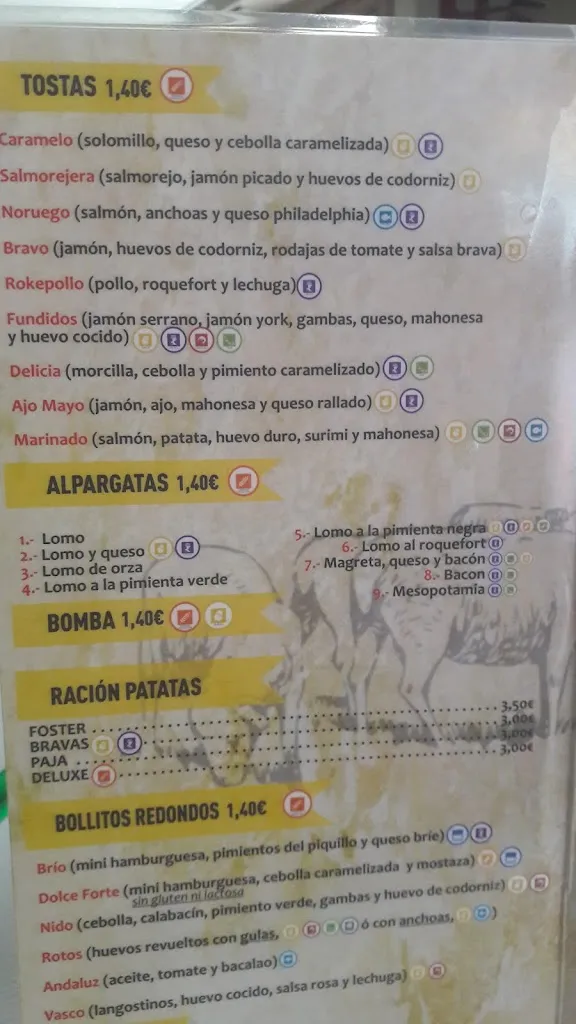 TOSTAS 1,40€
Caramelo (solomillo, queso y cebolla caramelizada)
Salmorejera (salmorejo, jamón picado y huevos de codorniz)
Noruego (salmón, anchoas y queso philadelphia)
Bravo (jamón, huevos de codorniz, rodajas de tomate y salsa brava)
Rokepollo (pollo, roquefort y lechuga)
Fundidos (jamón serrano, jamón york, gambas, queso, mahonesa
y huevo cocido)
Delicia (morcilla, cebolla y pimiento caramelizado)
Ajo Mayo (jamón, ajo, mahonesa y queso rallado)
Marinado (salmón, patata, huevo duro, surimi y mahonesa)
ALPARGATAS 1,40€
1.- Lomo
2.- Lomo y queso
3.- Lomo de orza
4.- Lomo a la pimienta verde
5.- Lomo a la pimienta negra
6.- Lomo al roquefort
7.- Magreta, queso y bacón
8.- Bacon
9.- Mesopotamia
BOMBA 1,40€
RACIÓN PATATAS
FOSTER 3,50€
BRAVAS 3,00€
PAJA 3,00€
DELUXE 3,00€
BOLLITOS REDONDOS 1,40€
Brío (mini hamburguesa, pimientos del piquillo y queso brie)
Dolce Forte (mini hamburguesa, cebolla caramelizada y mostaza)
sin gluten ni lactosa
Nido (cebolla, calabacín, pimiento verde, gambas y huevo de codorniz)
Rotos (huevos revueltos con gulas, ó con anchoas, )
Andaluz (aceite, tomate y bacalao)
Vasco (langostinos, huevo cocido, salsa rosa y lechuga)